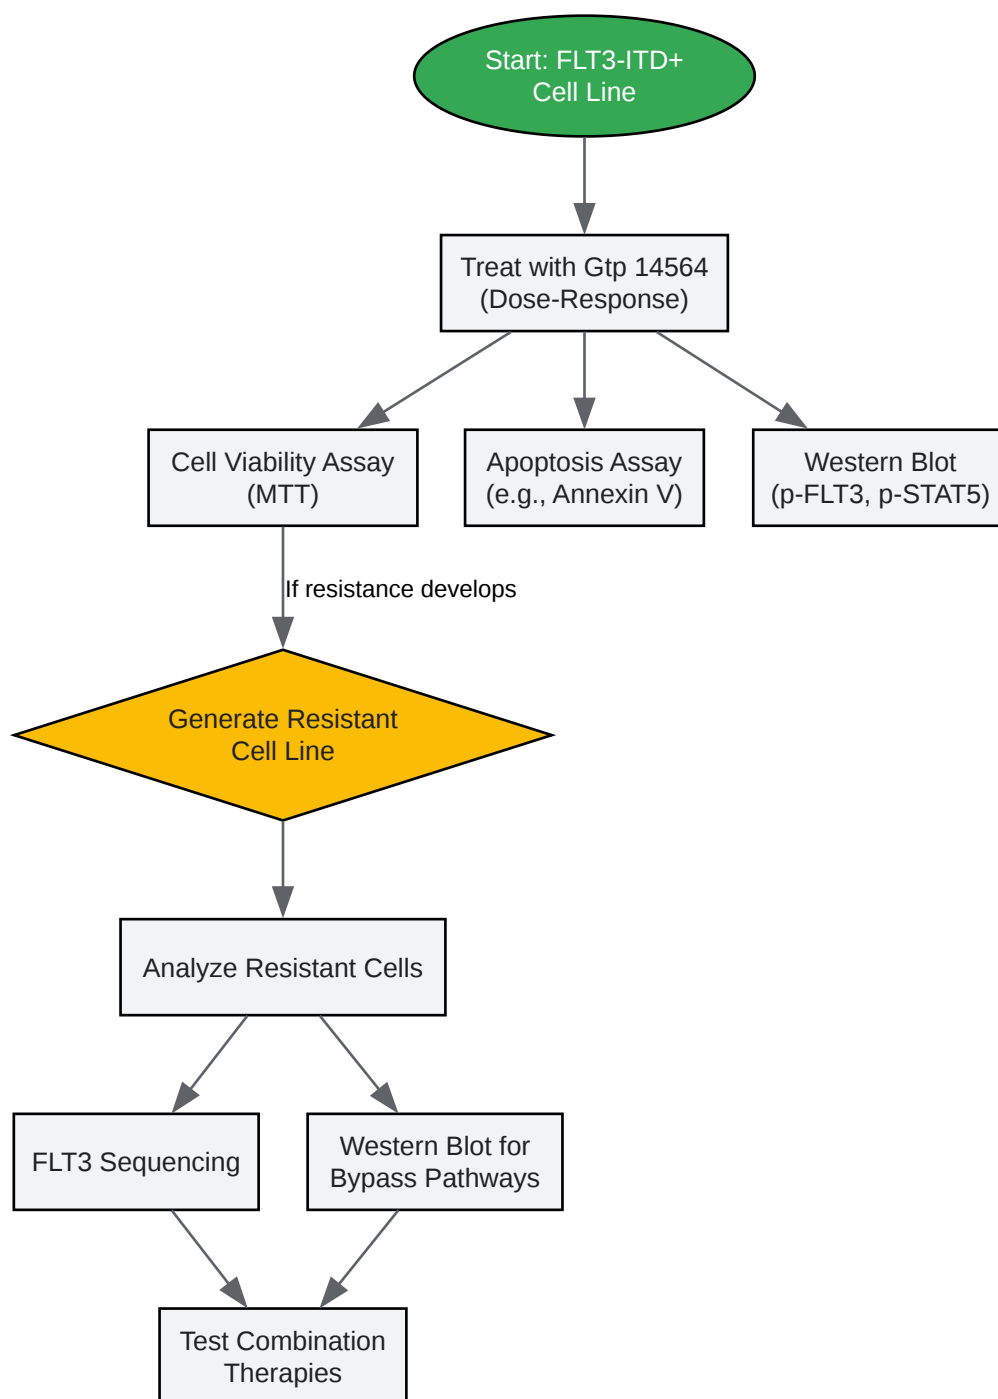 Start: FLT3-ITD+
Cell Line
Treat with Gtp 14564
(Dose-Response)
Cell Viability Assay
(MTT)
Apoptosis Assay
(e.g., Annexin V)
Western Blot
(p-FLT3, p-STAT5)
If resistance develops
Generate Resistant
Cell Line
Analyze Resistant Cells
FLT3 Sequencing
Western Blot for
Bypass Pathways
Test Combination
Therapies